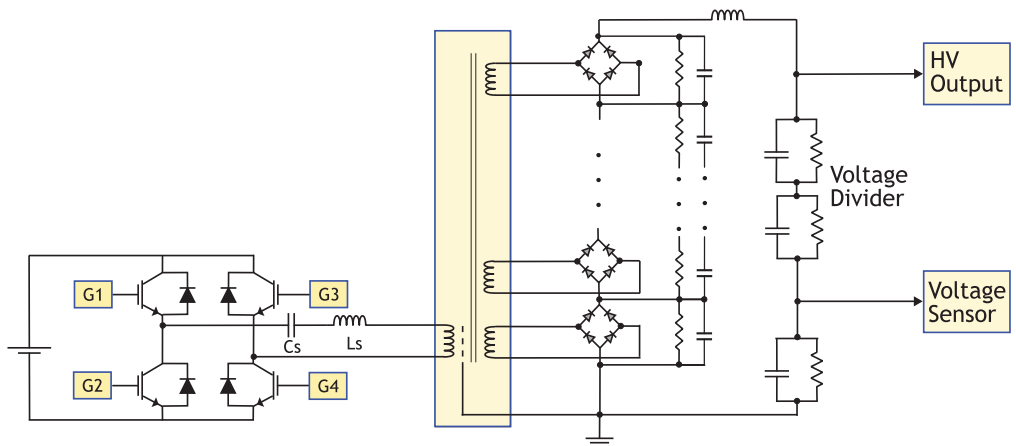 HV
Output
Voltage
Divider
G1
G3
Voltage
Sensor
Cs
Ls
G2
G4